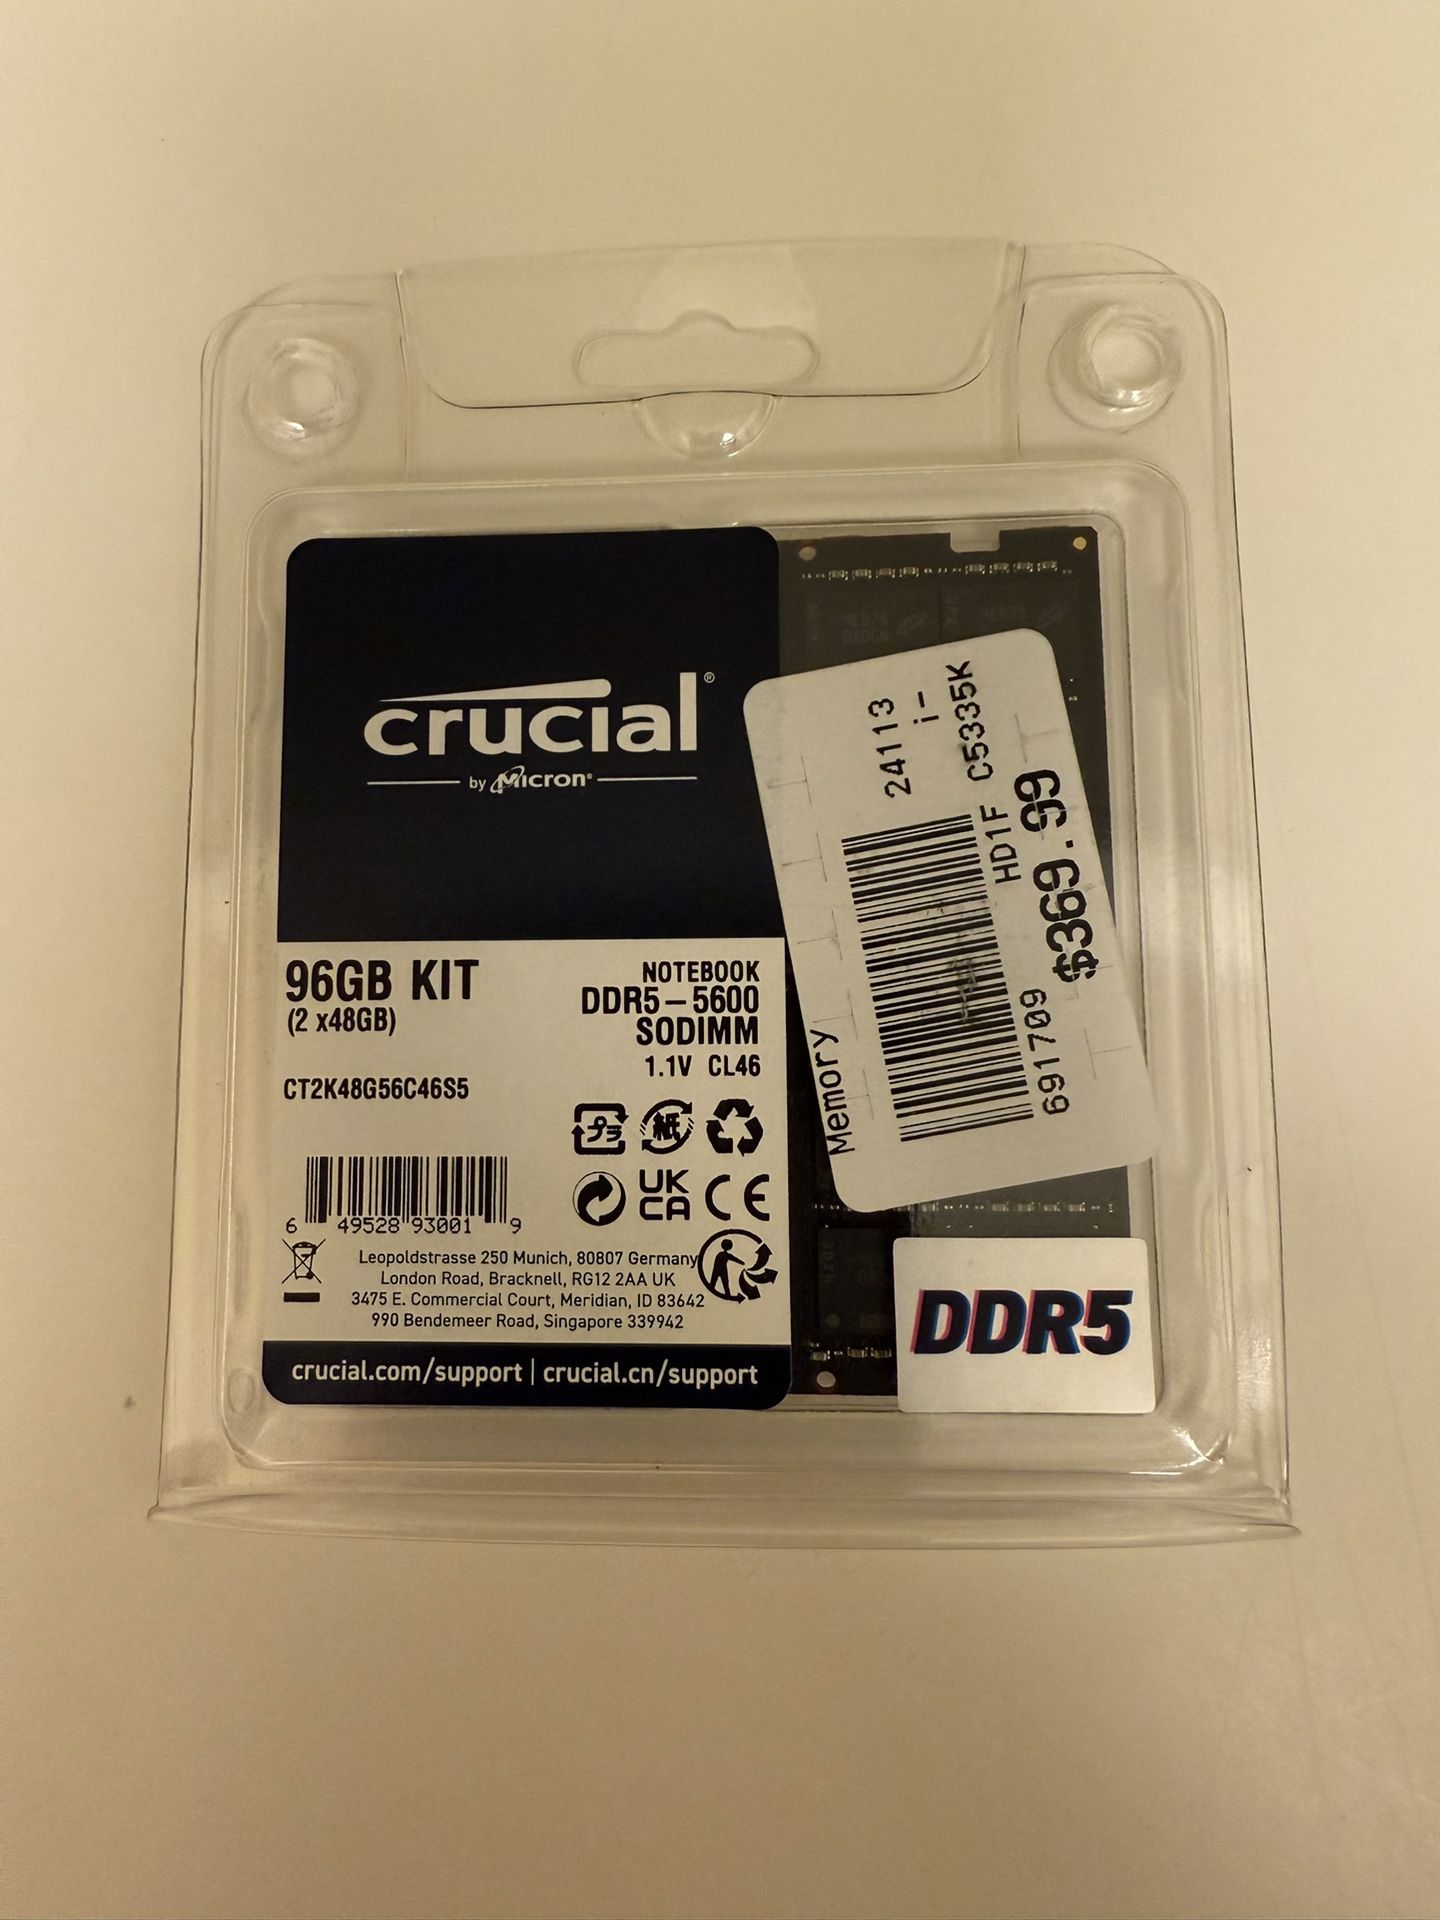 crucial®
by Micron®
96GB KIT
(2 x48GB)
CT2K48G56C46S5
NOTEBOOK
DDR5-5600
SODIMM
1.1V CL46
プラ
紙
UK
CA
CE
6 49528 93001 9
Leopoldstrasse 250 Munich, 80807 Germany
London Road, Bracknell, RG12 2AA UK
3475 E. Commercial Court, Meridian, ID 83642
990 Bendemeer Road, Singapore 339942
crucial.com/support | crucial.cn/support
24113
i-
HD1F C5335K
$369.99
691709
Memory
DDR5